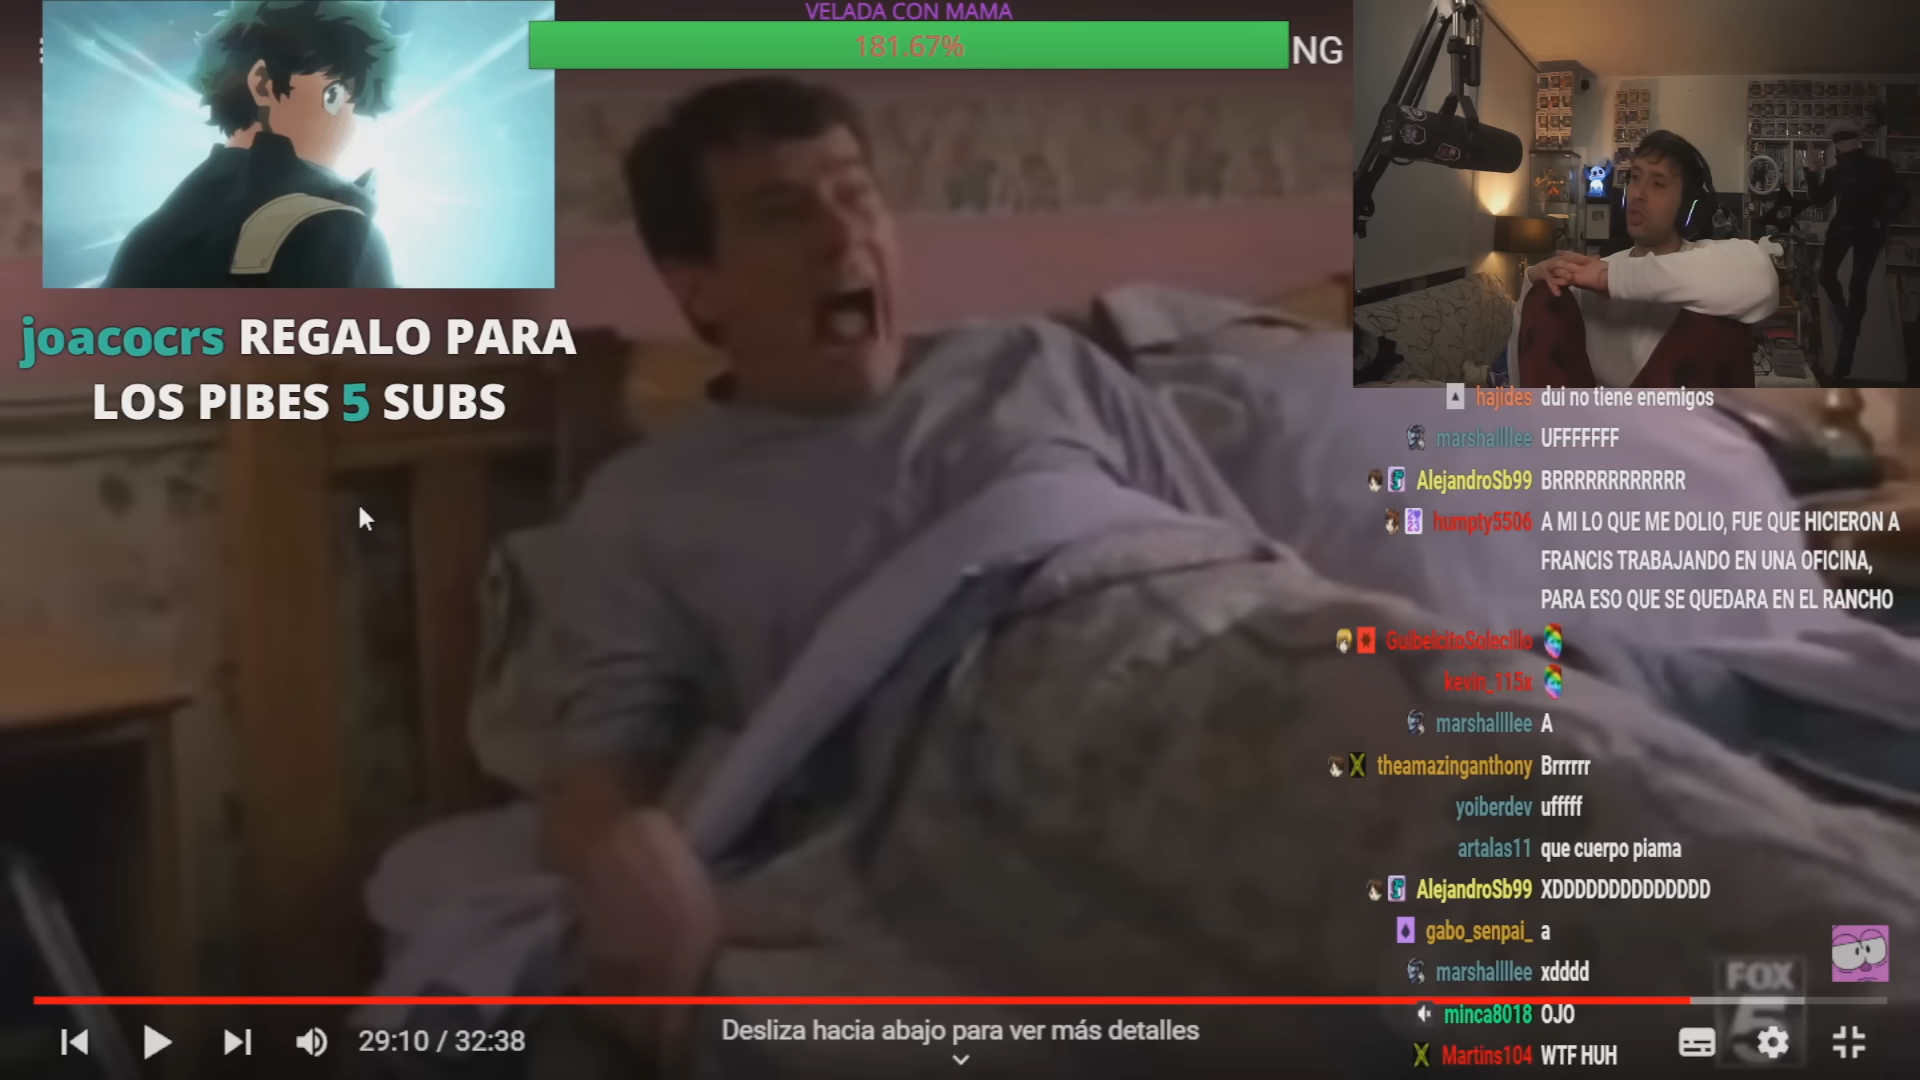 VELADA CON MAMA
181.67%
NG
joacocrs REGALO PARA
LOS PIBES 5 SUBS
hajides dui no tiene enemigos
marshallllee UFFFFFFF
AlejandroSb99 BRRRRRRRRRRRR
humpty5506 A MI LO QUE ME DOLIO, FUE QUE HICIERON A
FRANCIS TRABAJANDO EN UNA OFICINA,
PARA ESO QUE SE QUEDARA EN EL RANCHO
GuibelcitoSolecillo
kevin_115x
marshallllee A
theamazinganthony Brrrrrr
yoiberdev ufffff
artalas11 que cuerpo piama
AlejandroSb99 XDDDDDDDDDDDDDD
gabo_senpai_ a
marshallllee xdddd
minca8018 OJO
Martins104 WTF HUH
FOX
5
29:10 / 32:38
Desliza hacia abajo para ver más detalles